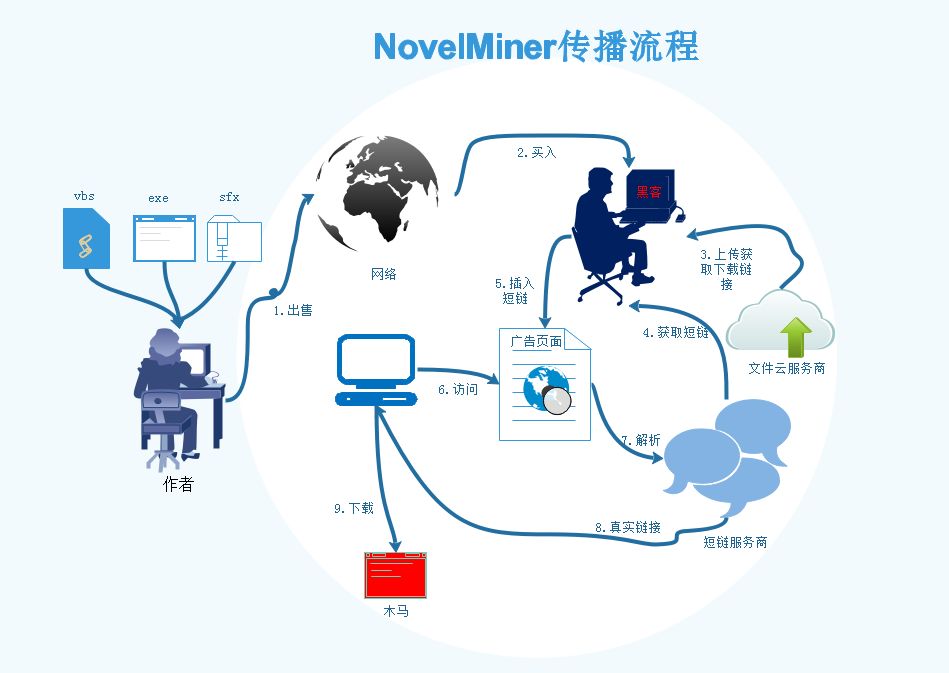 NovelMiner传播流程
vbs
exe
sfx
2.买入
黑客
网络
1.出售
3.上传获
取下载链
接
5.插入
短链
4.获取短链
广告页面
文件云服务商
6.访问
7.解析
作者
9.下载
8.真实链接
短链服务商
木马